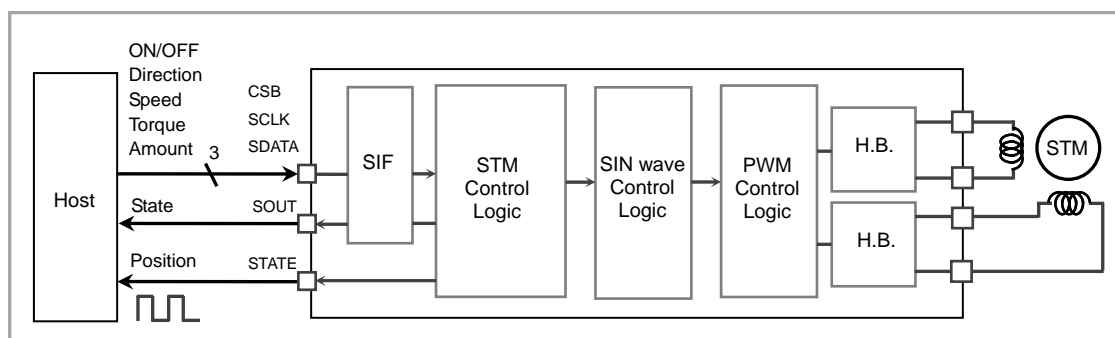 ON/OFF
Direction
Speed
Torque
Amount
3
CSB
SCLK
SDATA
Host
State
SOUT
Position
STATE
SIF
STM
Control
Logic
SIN wave
Control
Logic
PWM
Control
Logic
H.B.
H.B.
STM